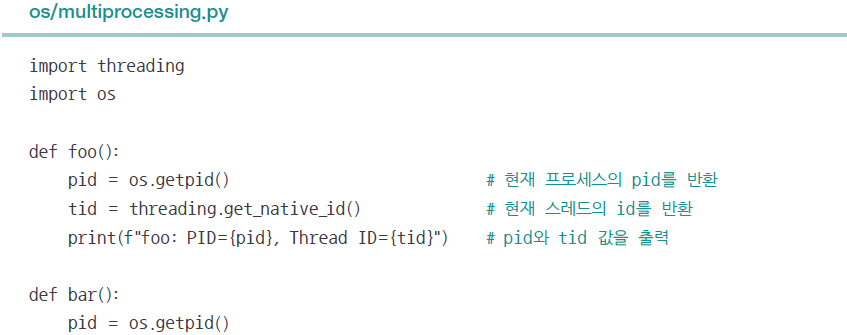 os/multiprocessing.py
import threading
import os
def foo():
    pid = os.getpid() # 현재 프로세스의 pid를 반환
    tid = threading.get_native_id() # 현재 스레드의 id를 반환
    print(f"foo: PID={pid}, Thread ID={tid}") # pid와 tid 값을 출력
def bar():
    pid = os.getpid()